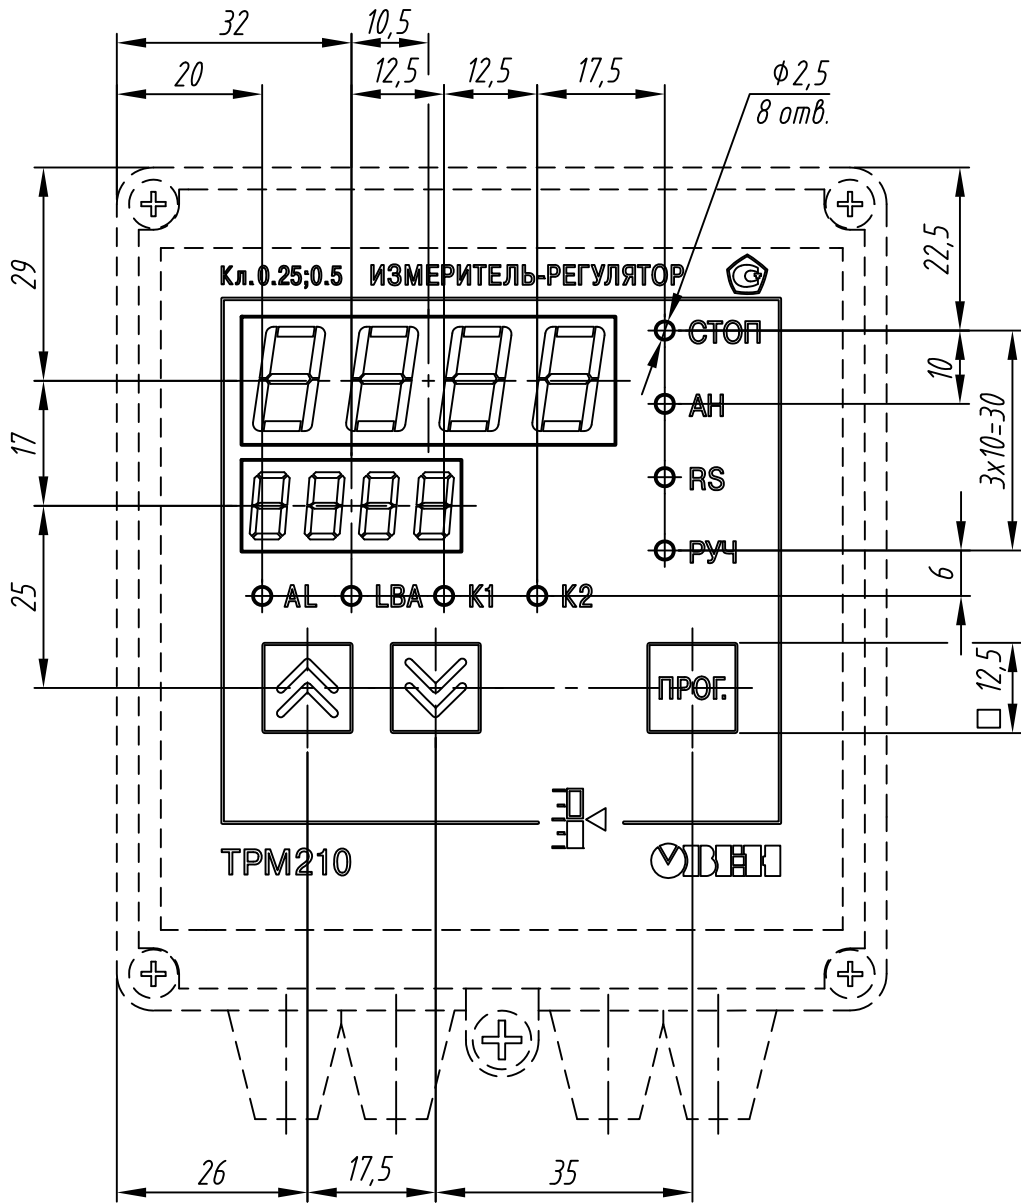 32
10,5
20
12,5
12,5
17,5
ϕ2,5
8 отв.
29
22,5
Кл.0.25;0.5 ИЗМЕРИТЕЛЬ-РЕГУЛЯТОР
СТОП
10
АН
3x10=30
17
RS
РУЧ
6
25
AL LBA K1 K2
ПРОГ.
□ 12,5
ТРМ210
ОВЕН
26
17,5
35